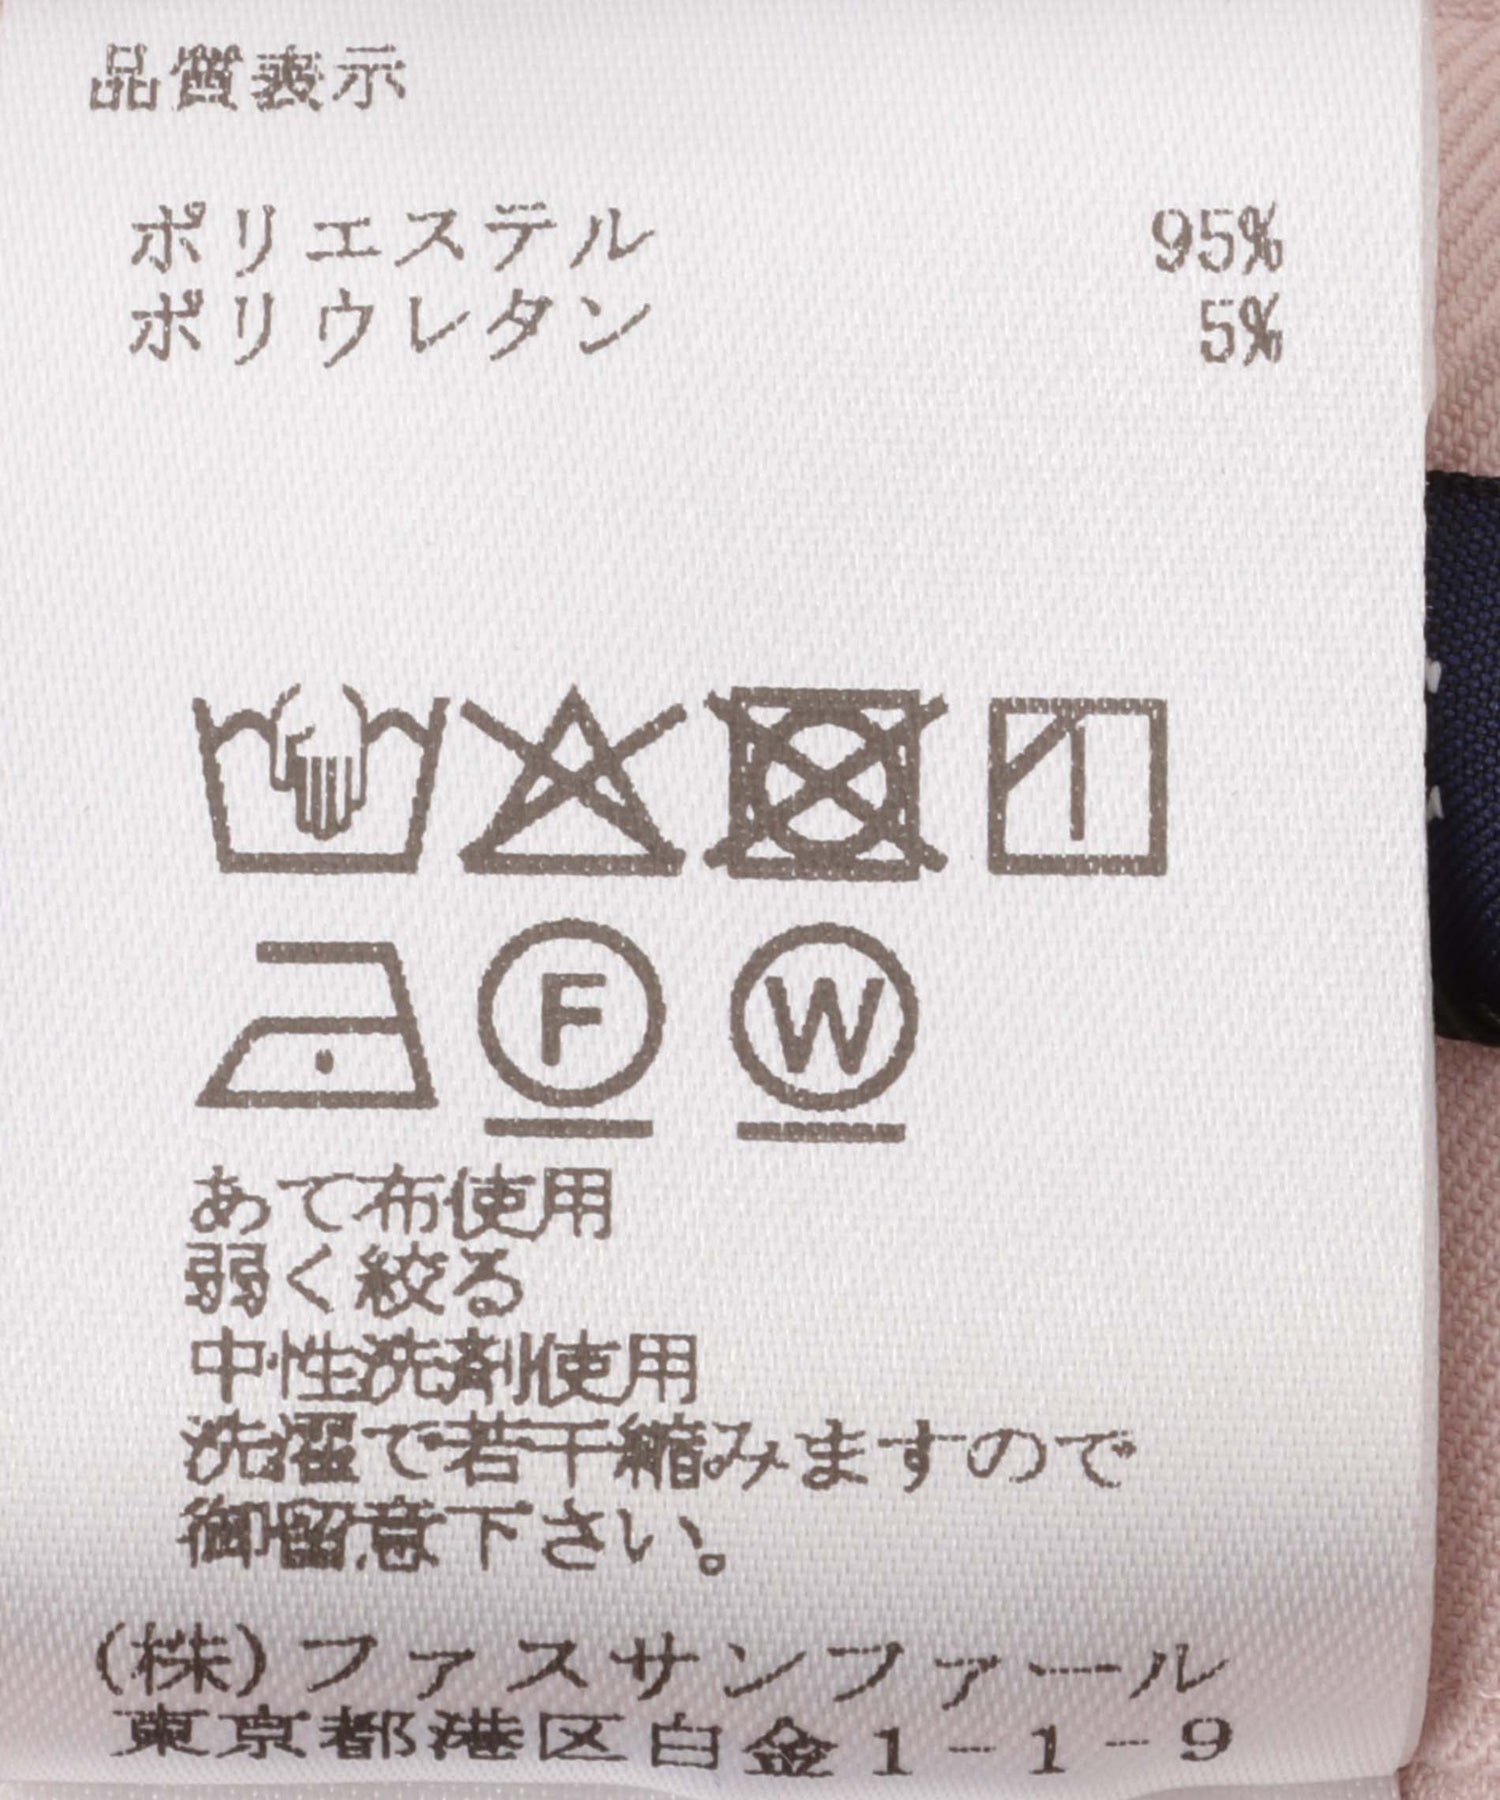 品質表示
ポリエステル 95%
ポリウレタン 5%
F W
あて布使用
弱く絞る
中性洗剤使用
洗濯で若干縮みますので
御留意下さい。
(株)ファスサンファール
東京都港区白金1-1-9